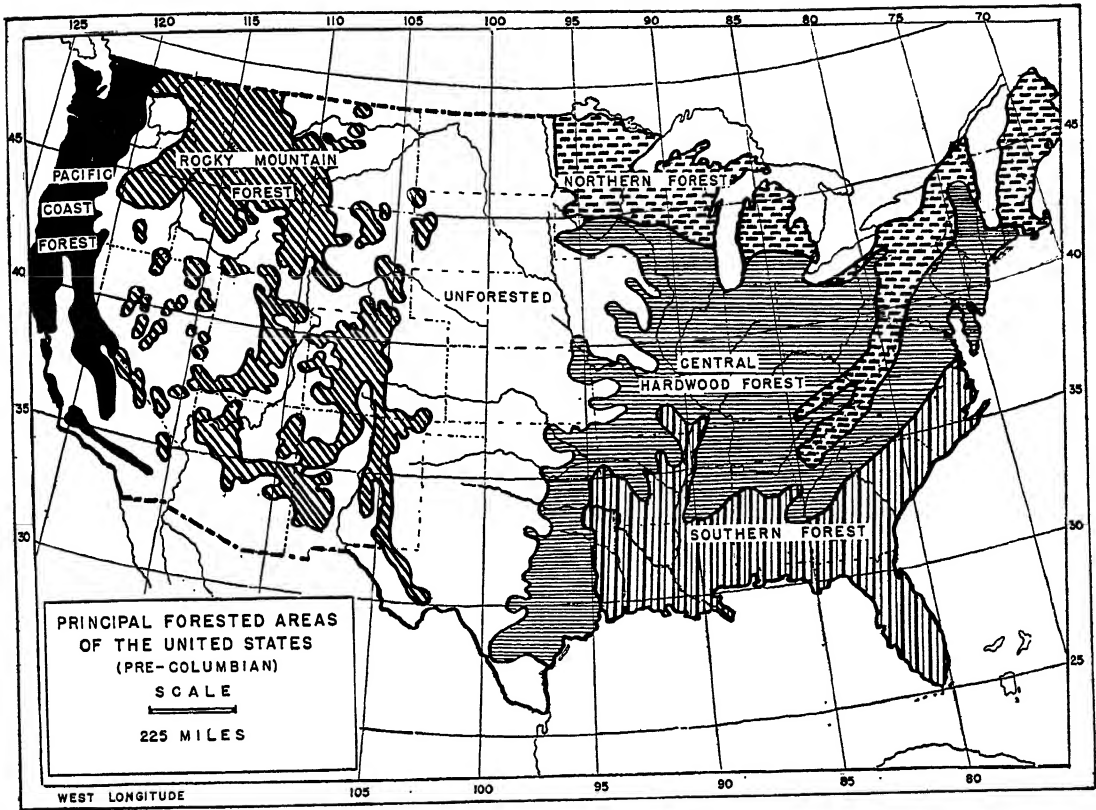 125 120 115 110 105 100 95 90 85 80 75 70
45
45
ROCKY MOUNTAIN
FOREST
PACIFIC
COAST
FOREST
NORTHERN FOREST
40
40
UNFORESTED
CENTRAL
HARDWOOD FOREST
35
35
30
30
SOUTHERN FOREST
25
PRINCIPAL FORESTED AREAS
OF THE UNITED STATES
(PRE-COLUMBIAN)
SCALE
225 MILES
WEST LONGITUDE
105 100 95 90 85 80